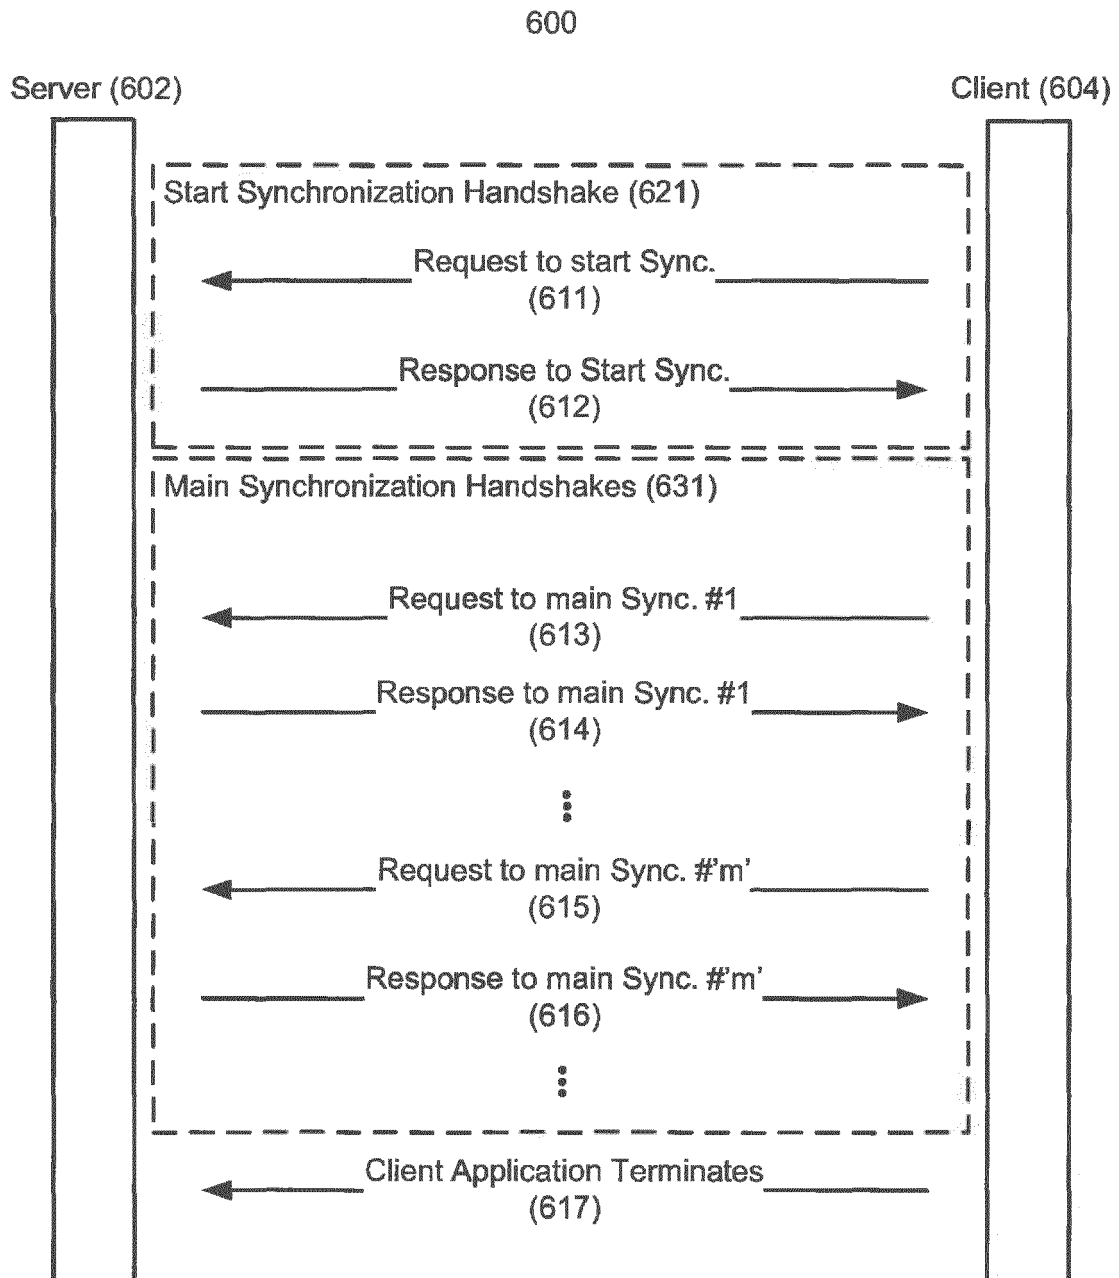 600
Server (602)
Client (604)
Start Synchronization Handshake (621)
Request to start Sync.
(611)
Response to Start Sync.
(612)
Main Synchronization Handshakes (631)
Request to main Sync. #1
(613)
Response to main Sync. #1
(614)
Request to main Sync. #'m'
(615)
Response to main Sync. #'m'
(616)
Client Application Terminates
(617)